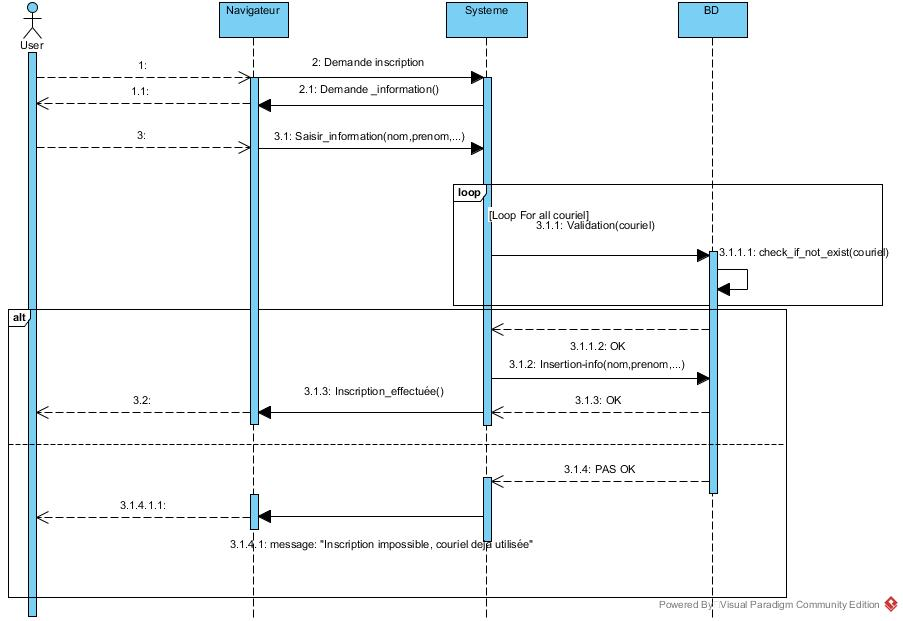 User
Navigateur
Systeme
BD
1:
2: Demande inscription
1.1:
2.1: Demande _information()
3:
3.1: Saisir_information(nom,prenom,...)
loop
[Loop For all couriel]
3.1.1: Validation(couriel)
3.1.1.1: check_if_not_exist(couriel)
alt
3.1.1.2: OK
3.1.2: Insertion-info(nom,prenom,...)
3.1.3: Inscription_effectuée()
3.2:
3.1.3: OK
3.1.4: PAS OK
3.1.4.1.1:
3.1.4.1: message: "Inscription impossible, couriel deja utilisée"
Powered By Visual Paradigm Community Edition